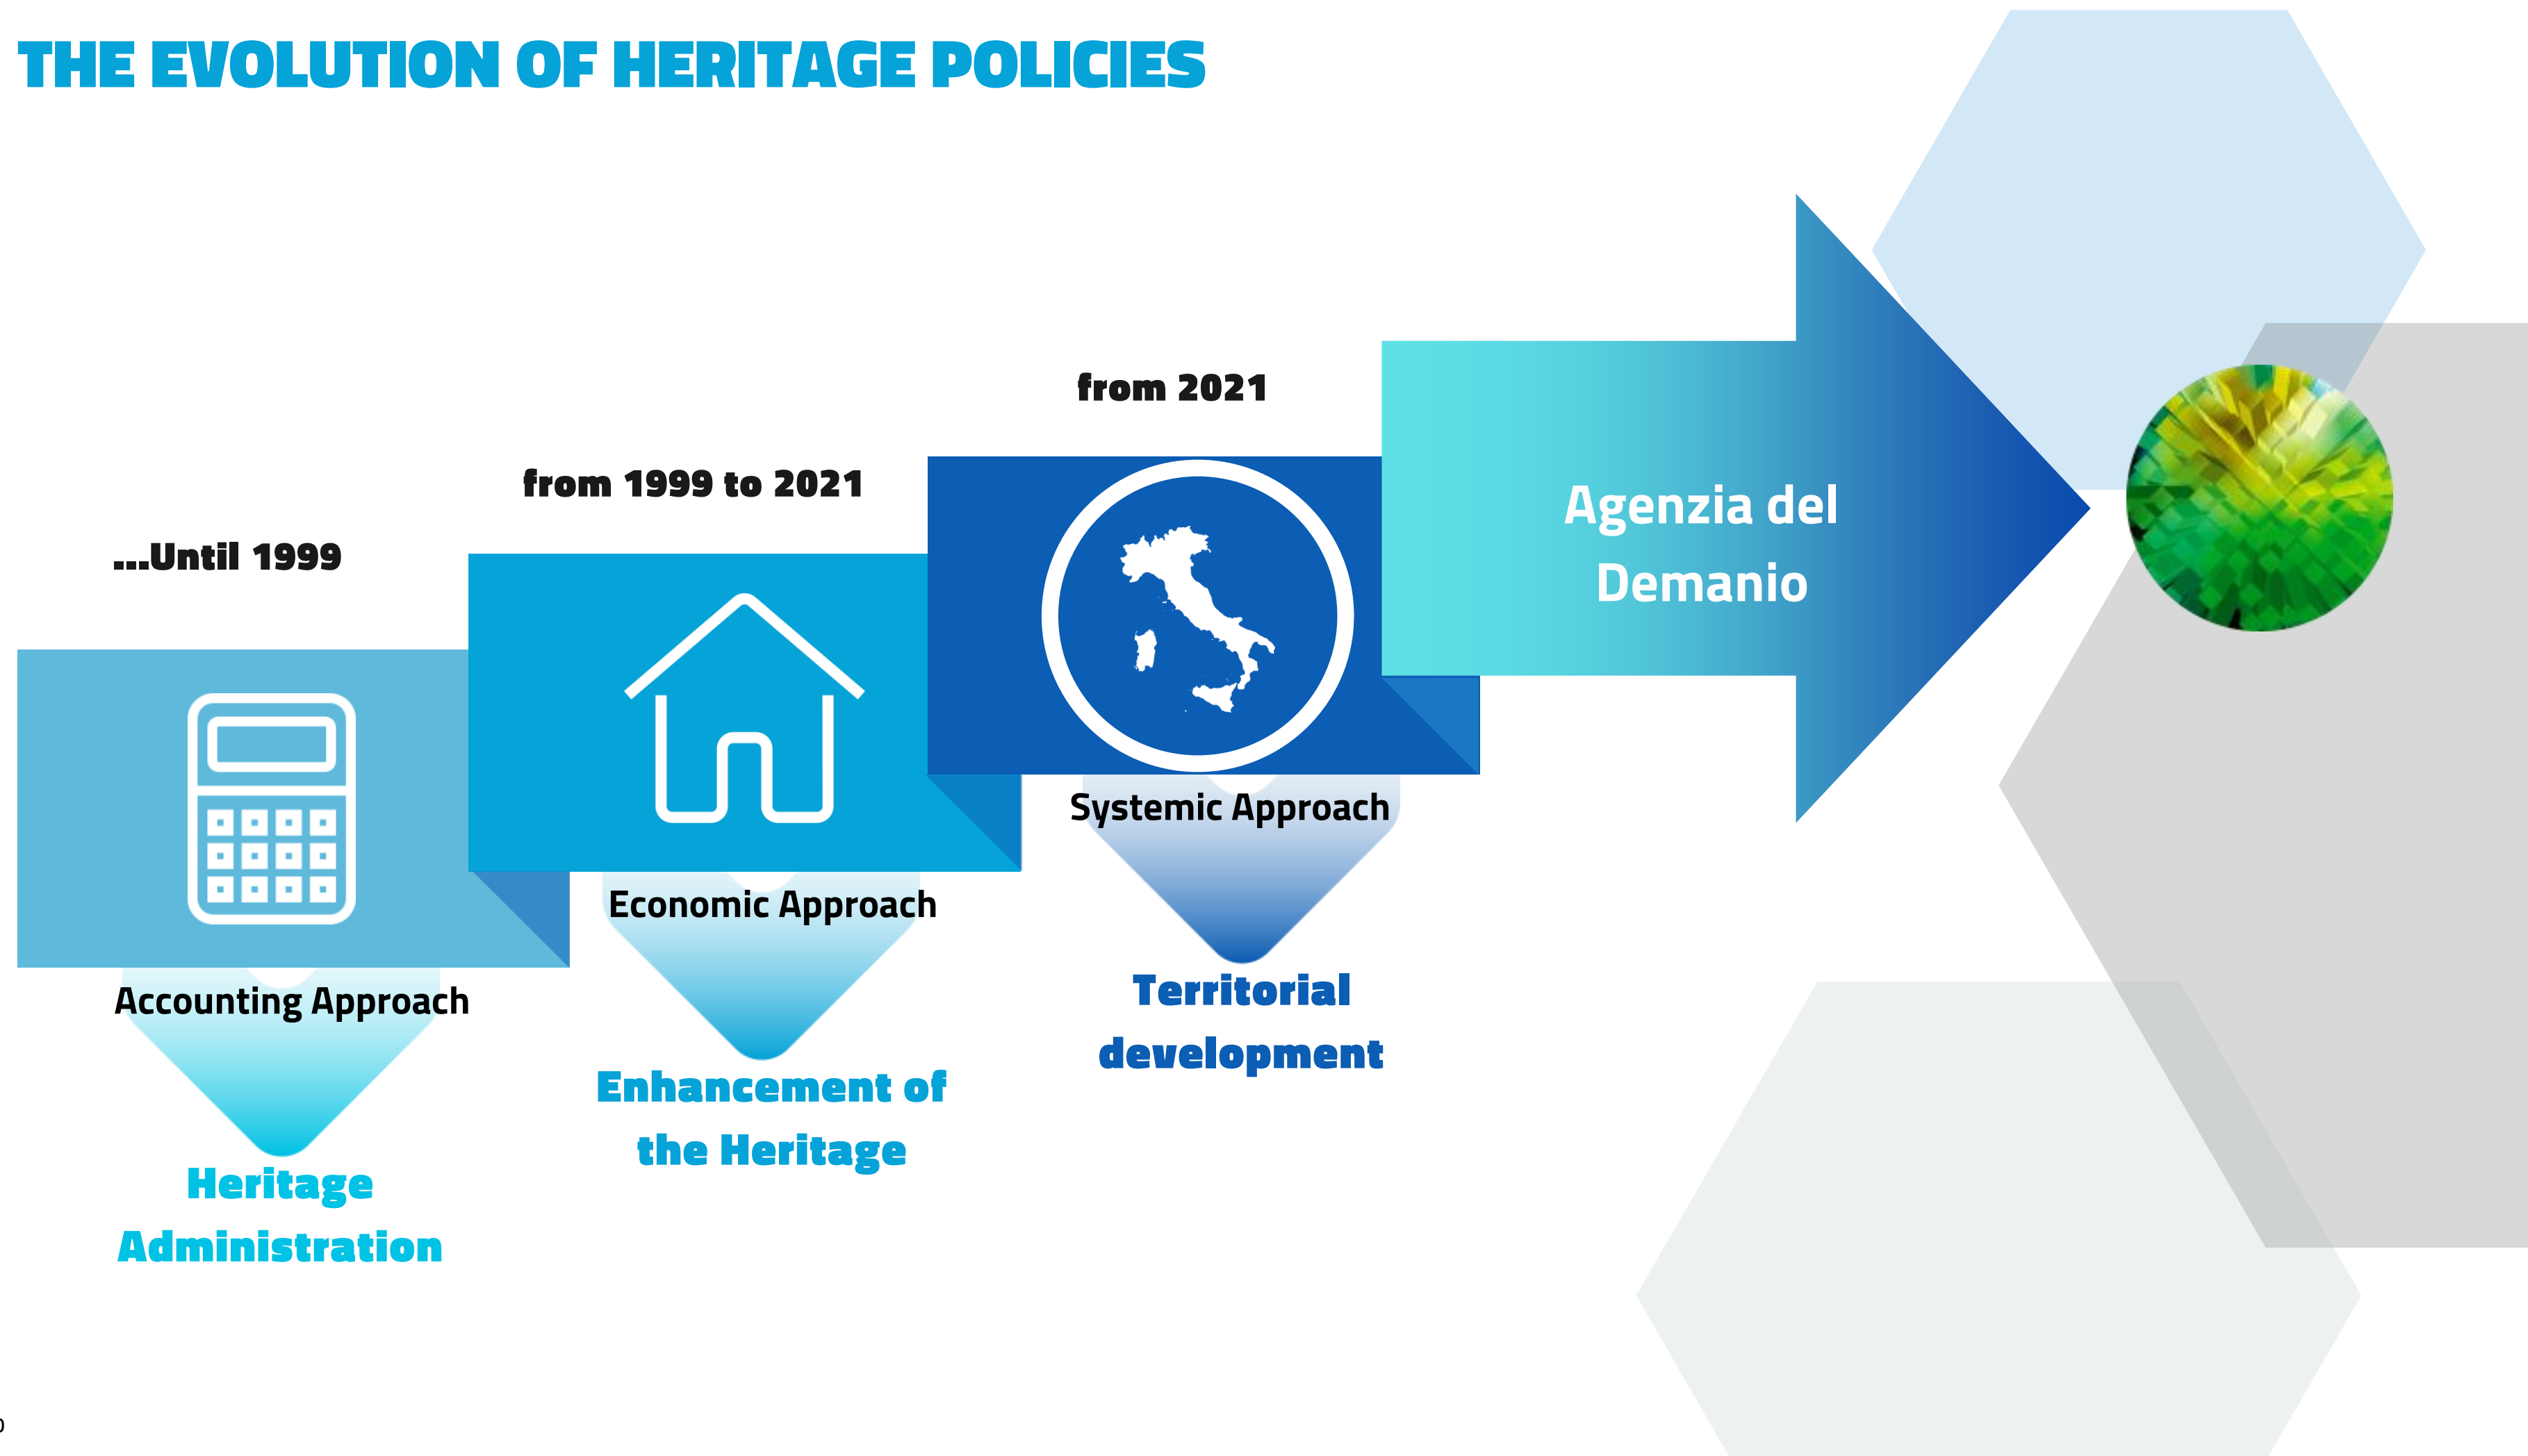 THE EVOLUTION OF HERITAGE POLICIES
...Until 1999
Accounting Approach
Heritage
Administration
from 1999 to 2021
Economic Approach
Enhancement of
the Heritage
from 2021
Systemic Approach
Territorial
development
Agenzia del
Demanio